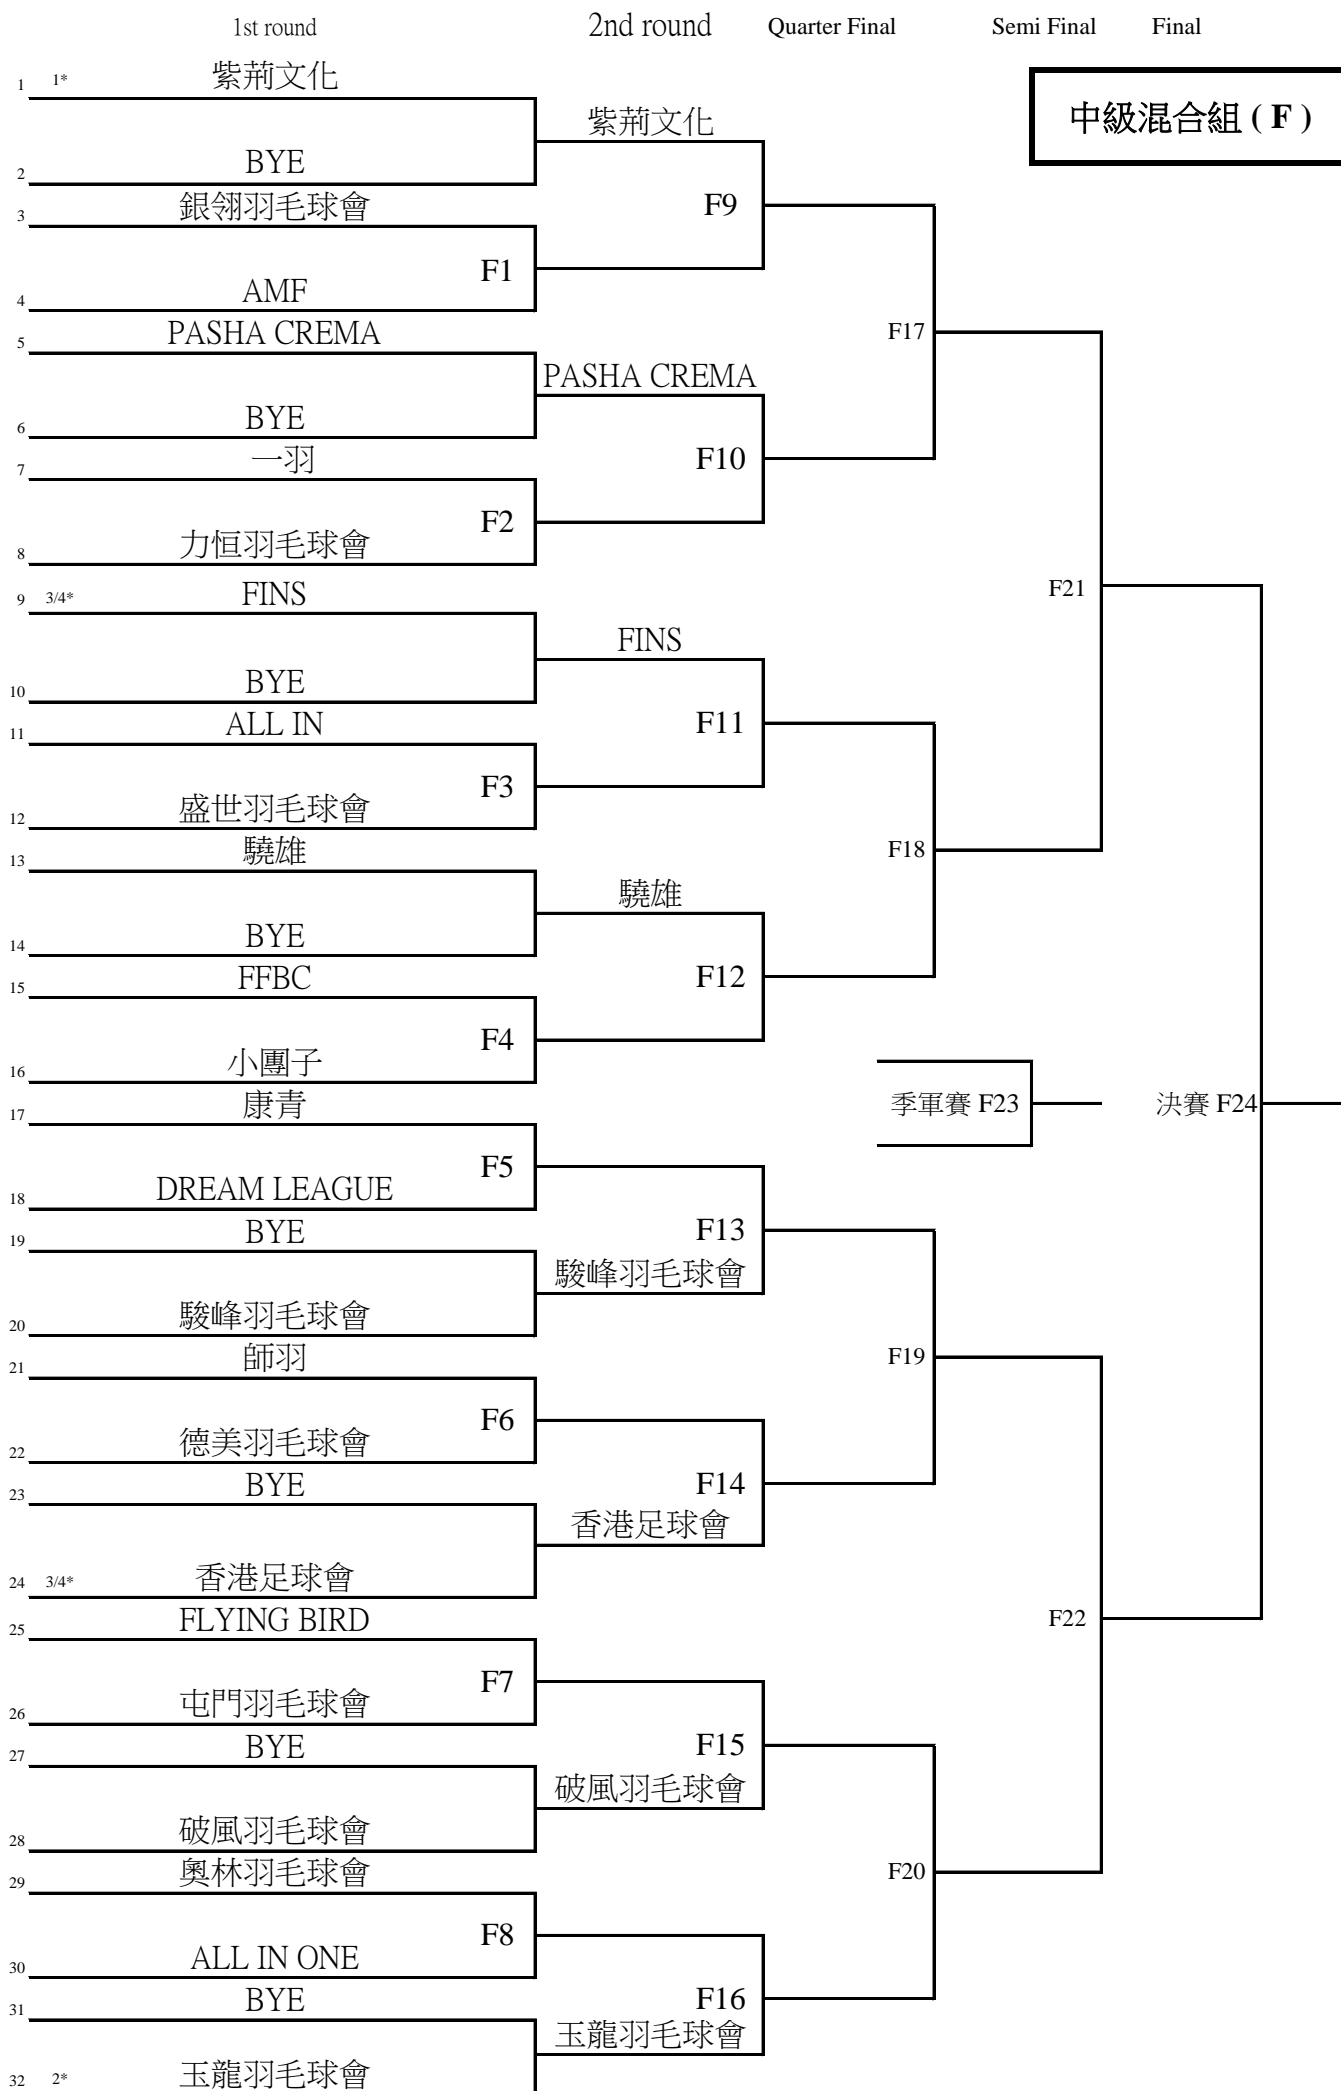 1st round 2nd round Quarter Final Semi Final Final
中級混合組 ( F )
1 1* 紫荊文化
紫荊文化
2 BYE
3 銀翎羽毛球會
F9
F1
4 AMF
5 PASHA CREMA
F17
PASHA CREMA
6 BYE
7 一羽
F10
F2
8 力恒羽毛球會
9 3/4* FINS
F21
FINS
10 BYE
11 ALL IN
F11
F3
12 盛世羽毛球會
13 驍雄
F18
驍雄
14 BYE
15 FFBC
F12
F4
16 小團子
17 康青
季軍賽 F23
決賽 F24
F5
18 DREAM LEAGUE
19 BYE
F13
駿峰羽毛球會
20 駿峰羽毛球會
21 師羽
F19
F6
22 德美羽毛球會
23 BYE
F14
香港足球會
24 3/4* 香港足球會
25 FLYING BIRD
F22
F7
26 屯門羽毛球會
27 BYE
F15
破風羽毛球會
28 破風羽毛球會
29 奧林羽毛球會
F20
F8
30 ALL IN ONE
31 BYE
F16
玉龍羽毛球會
32 2* 玉龍羽毛球會